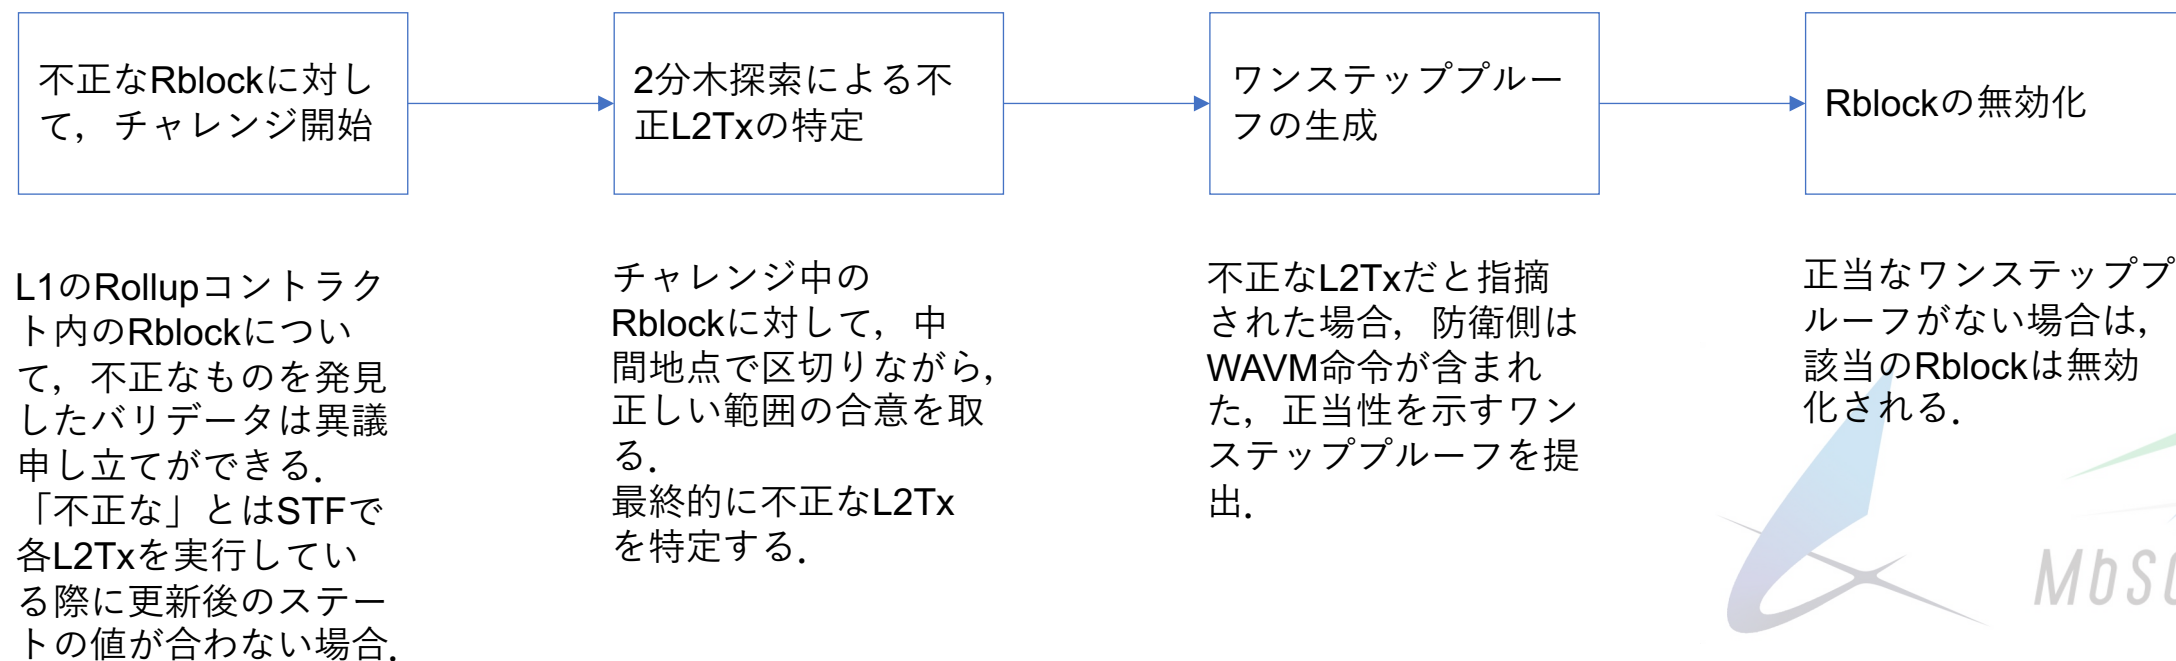 不正なRblockに対し
て，チャレンジ開始
2分木探索による不
正L2Txの特定
ワンステッププルー
フの生成
Rblockの無効化
L1のRollupコントラク
ト内のRblockについ
て，不正なものを発見
したバリデータは異議
申し立てができる．
「不正な」とはSTFで
各L2Txを実行してい
る際に更新後のステー
トの値が合わない場合．
チャレンジ中の
Rblockに対して，中
間地点で区切りながら，
正しい範囲の合意を取
る．
最終的に不正なL2Tx
を特定する．
不正なL2Txだと指摘
された場合，防衛側は
WAVM命令が含まれ
た，正当性を示すワン
ステッププルーフを提
出．
正当なワンステッププ
ルーフがない場合は，
該当のRblockは無効
化される．